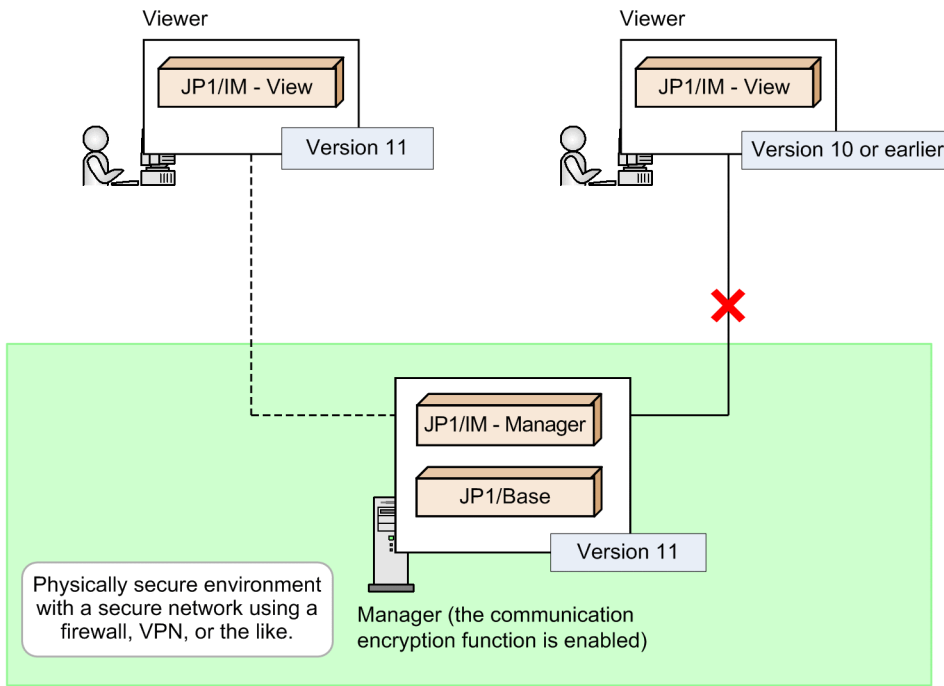 Viewer
Viewer
JP1/IM - View
JP1/IM - View
Version 11
Version 10 or earlier
JP1/IM - Manager
JP1/Base
Version 11
Physically secure environment
with a secure network using a
firewall, VPN, or the like.
Manager (the communication
encryption function is enabled)